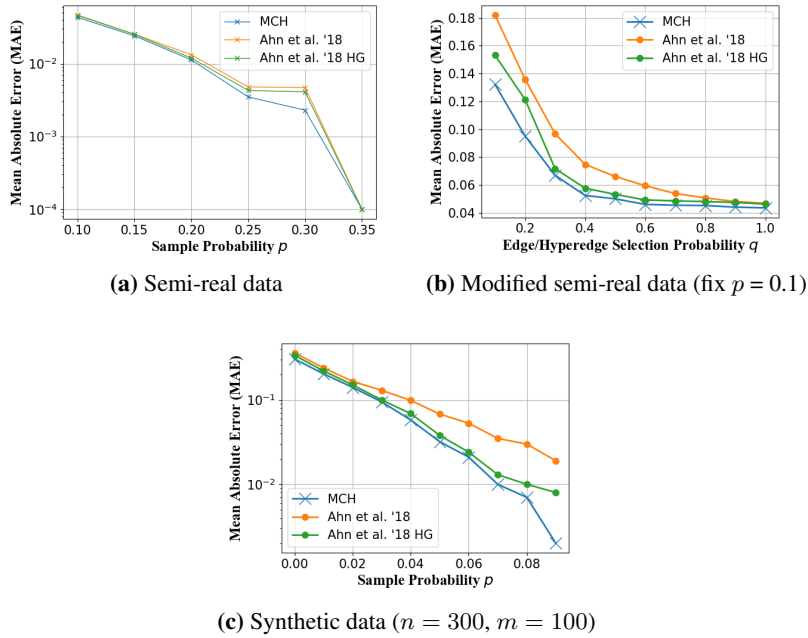 Mean Absolute Error (MAE)
10⁻²
10⁻³
10⁻⁴
MCH
Ahn et al. '18
Ahn et al. '18 HG
0.10 0.15 0.20 0.25 0.30 0.35
Sample Probability p
(a) Semi-real data
Mean Absolute Error (MAE)
0.18
0.16
0.14
0.12
0.10
0.08
0.06
0.04
MCH
Ahn et al. '18
Ahn et al. '18 HG
0.2 0.4 0.6 0.8 1.0
Edge/Hyperedge Selection Probability q
(b) Modified semi-real data (fix p = 0.1)
Mean Absolute Error (MAE)
10⁻¹
10⁻²
MCH
Ahn et al. '18
Ahn et al. '18 HG
0.00 0.02 0.04 0.06 0.08
Sample Probability p
(c) Synthetic data (n = 300, m = 100)